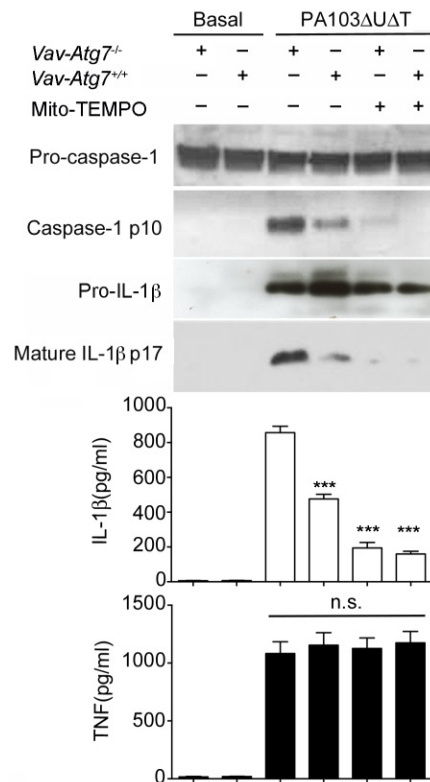 Basal PA103ΔUΔT
Vav-Atg7-/- + – + – + –
Vav-Atg7+/+ – + – + – +
Mito-TEMPO – – – – + +
Pro-caspase-1
Caspase-1 p10
Pro-IL-1β
Mature IL-1β p17
IL-1β(pg/ml)
1000
800
600
400
200
0
***
***
***
TNF(pg/ml)
1500
1000
500
0
n.s.